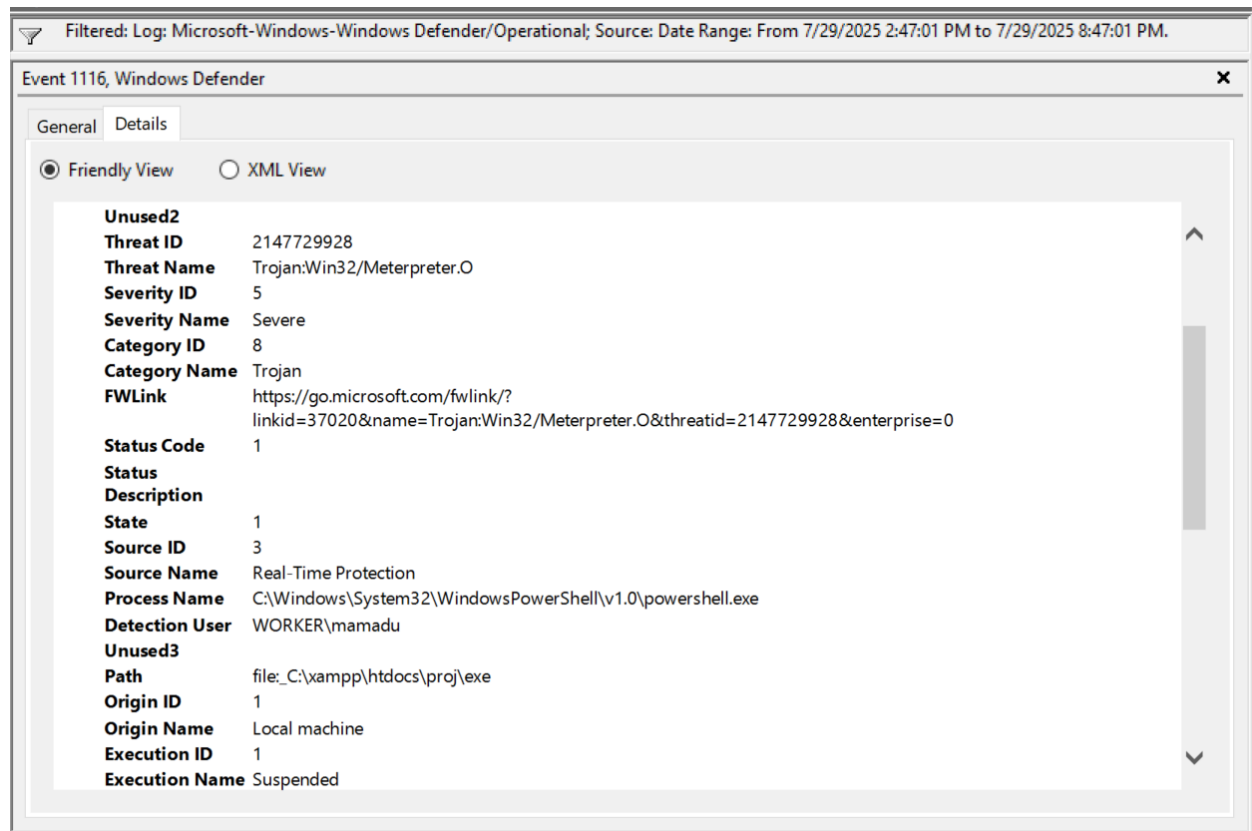 Filtered: Log: Microsoft-Windows-Windows Defender/Operational; Source: Date Range: From 7/29/2025 2:47:01 PM to 7/29/2025 8:47:01 PM.
Event 1116, Windows Defender
General Details
Friendly View XML View
Unused2
Threat ID 2147729928
Threat Name Trojan:Win32/Meterpreter.O
Severity ID 5
Severity Name Severe
Category ID 8
Category Name Trojan
FWLink https://go.microsoft.com/fwlink/?
linkid=37020&name=Trojan:Win32/Meterpreter.O&threatid=2147729928&enterprise=0
Status Code 1
Status
Description
State 1
Source ID 3
Source Name Real-Time Protection
Process Name C:\Windows\System32\WindowsPowerShell\v1.0\powershell.exe
Detection User WORKER\mamadu
Unused3
Path file:_C:\xampp\htdocs\proj\exe
Origin ID 1
Origin Name Local machine
Execution ID 1
Execution Name Suspended